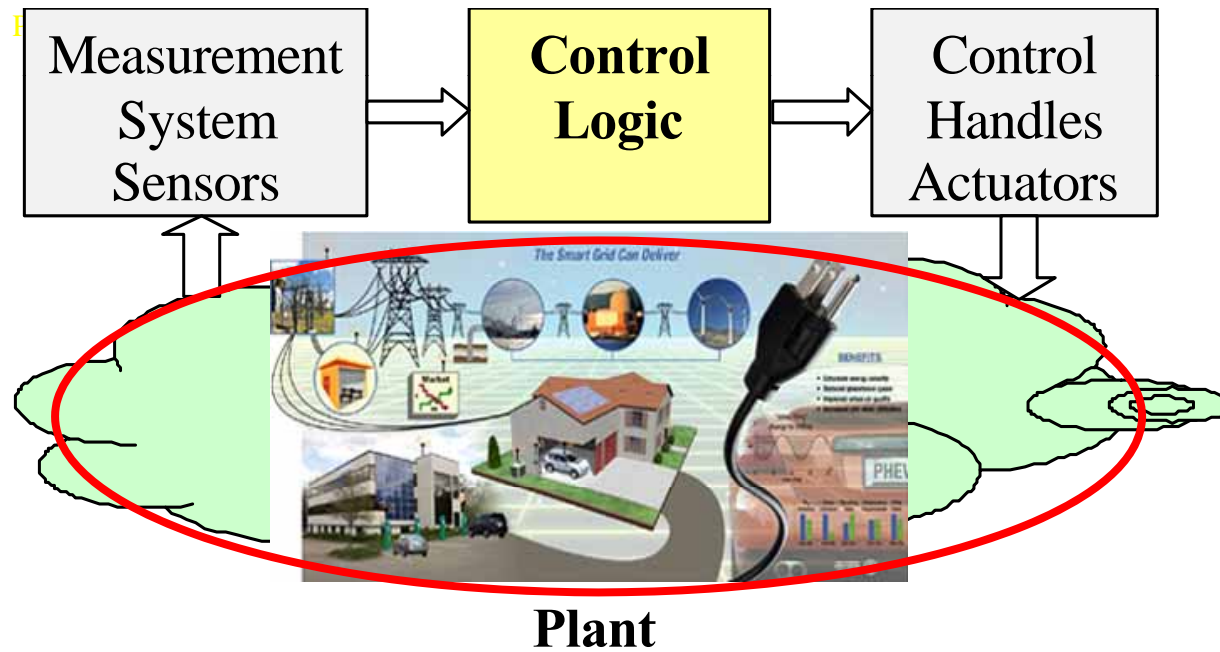 Measurement
System
Sensors
Control
Logic
Control
Handles
Actuators
The Smart Grid Can Deliver
Market
BENEFITS
PHEV
Plant